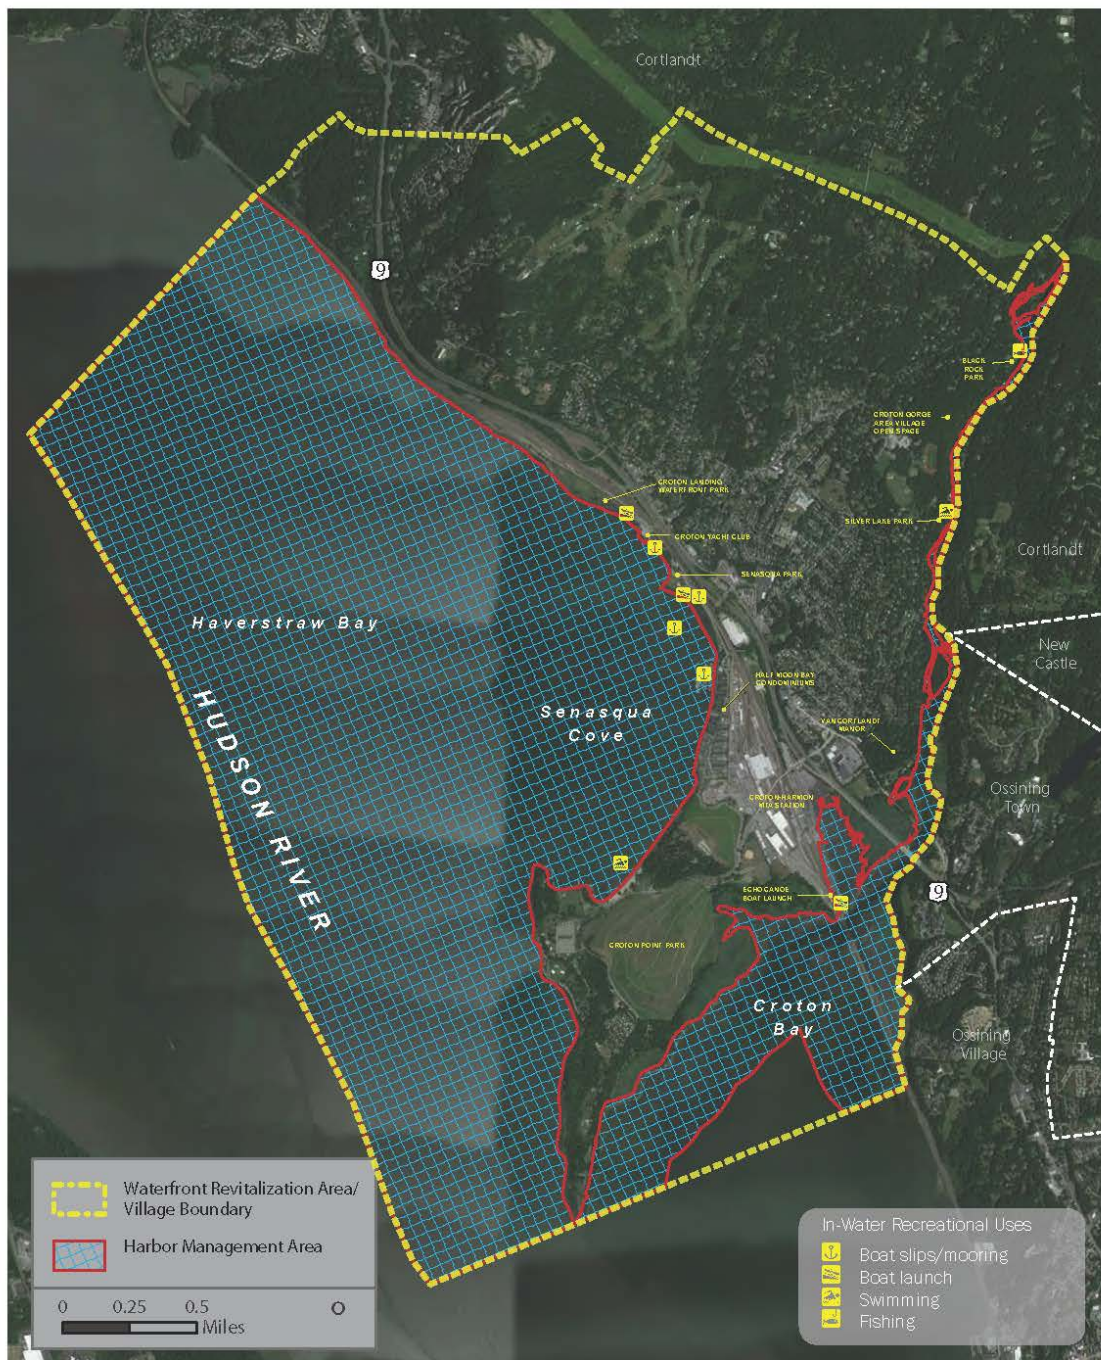 Cortlandt
9
BLACK
ROCK
PARK
CROTON GORGE
AREA VILLAGE
OPEN SPACE
CROTON LANDING
WATERFRONT PARK
SILVER LAKE PARK
CROTON YACHT CLUB
Cortlandt
SENASQUA PARK
Haverstraw Bay
New
Castle
HALF MOON BAY
CONDOMINIUMS
Senasqua
Cove
HUDSON RIVER
VAN CORTLANDT
MANOR
Ossining
Town
CROTON-HARMON
MTA STATION
ECHO CANOE
BOAT LAUNCH
9
CROTON POINT PARK
Croton
Bay
Ossining
Village
Waterfront Revitalization Area/
Village Boundary
Harbor Management Area
0 0.25 0.5
Miles
In-Water Recreational Uses
Boat slips/mooring
Boat launch
Swimming
Fishing